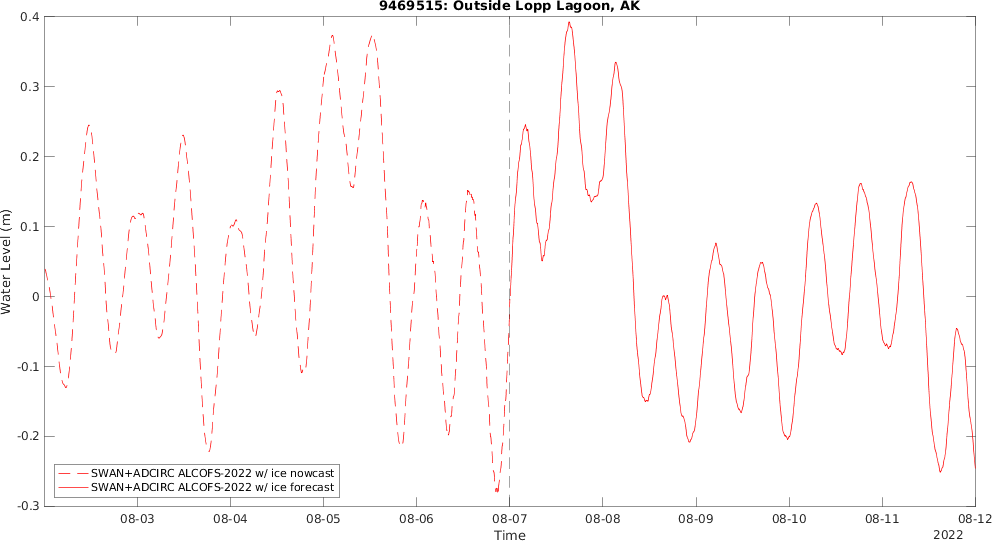 9469515: Outside Lopp Lagoon, AK
0.4
0.3
0.2
0.1
0
-0.1
-0.2
-0.3
Water Level (m)
SWAN+ADCIRC ALCOFS-2022 w/ ice nowcast
SWAN+ADCIRC ALCOFS-2022 w/ ice forecast
08-03 08-04 08-05 08-06 08-07 08-08 08-09 08-10 08-11 08-12
Time
2022